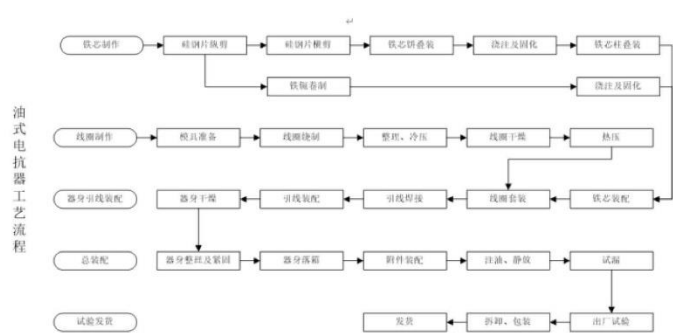 油式电抗器工艺流程
铁芯制作 硅钢片纵剪 硅钢片横剪 铁芯饼叠装 浇注及固化 铁芯柱叠装
铁轭卷制 浇注及固化
线圈制作 模具准备 线圈绕制 整理、冷压 线圈干燥 热压
器身引线装配 器身干燥 引线装配 引线焊接 线圈套装 铁芯装配
总装配 器身整理及紧固 器身落箱 附件装配 注油、静放 试漏
试验发货 发货 拆卸、包装 出厂试验